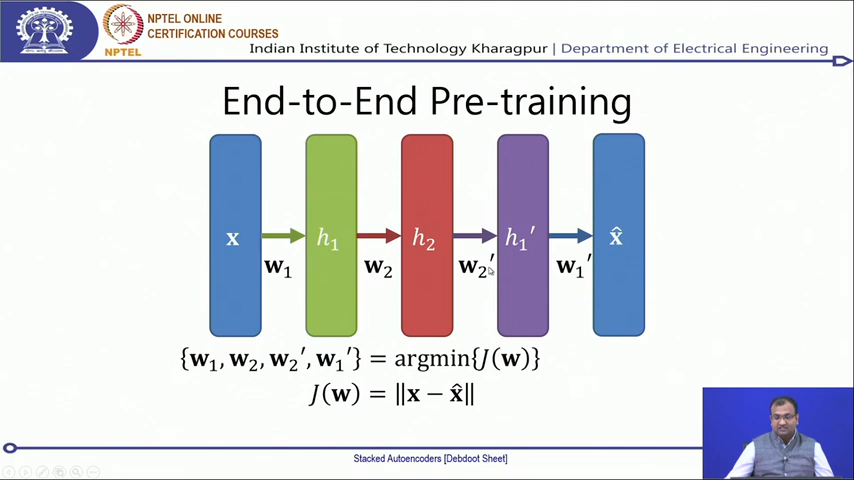 NPTEL ONLINE
CERTIFICATION COURSES
NPTEL
Indian Institute of Technology Kharagpur | Department of Electrical Engineering
End-to-End Pre-training
x h₁ h₂ h₁′ x̂
w₁ w₂ w₂′ w₁′
{w₁, w₂, w₂′, w₁′} = argmin{J(w)}
J(w) = ‖x − x̂‖
Stacked Autoencoders [Debdoot Sheet]